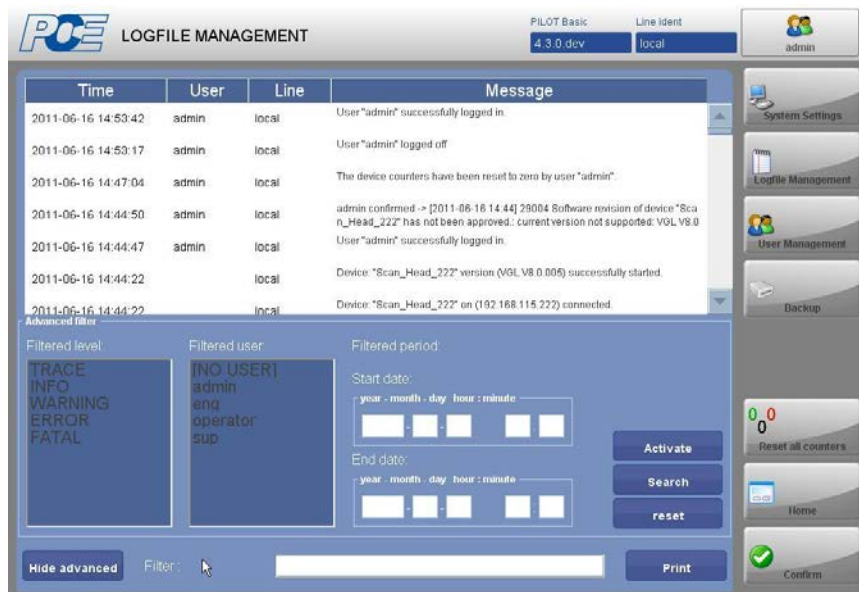 PCE
LOGFILE MANAGEMENT
PILOT Basic
Line Ident
4.3.0.dev
local
admin
Time User Line Message
2011-06-16 14:53:42 admin local User "admin" successfully logged in.
2011-06-16 14:53:17 admin local User "admin" logged off
2011-06-16 14:47:04 admin local The device counters have been reset to zero by user "admin".
2011-06-16 14:44:50 admin local admin confirmed -> [2011-06-16 14:44] 29004 Software revision of device "Sca
n_Head_222" has not been approved.: current version not supported: VGL V8.0
2011-06-16 14:44:47 admin local User "admin" successfully logged in.
2011-06-16 14:44:22 local Device: "Scan_Head_222" version (VGL V8.0.005) successfully started.
2011-06-16 14:44:22 local Device: "Scan_Head_222" on (192.168.115.222) connected.
System Settings
Logfile Management
User Management
Backup
Reset all counters
Home
Confirm
Advanced filter
Filtered level:
TRACE
INFO
WARNING
ERROR
FATAL
Filtered user:
[NO USER]
admin
eng
operator
sup
Filtered period:
Start date:
year - month - day hour : minute
- - :
End date:
year - month - day hour : minute
- - :
Activate
Search
reset
Hide advanced
Filter :
Print
0 0
0